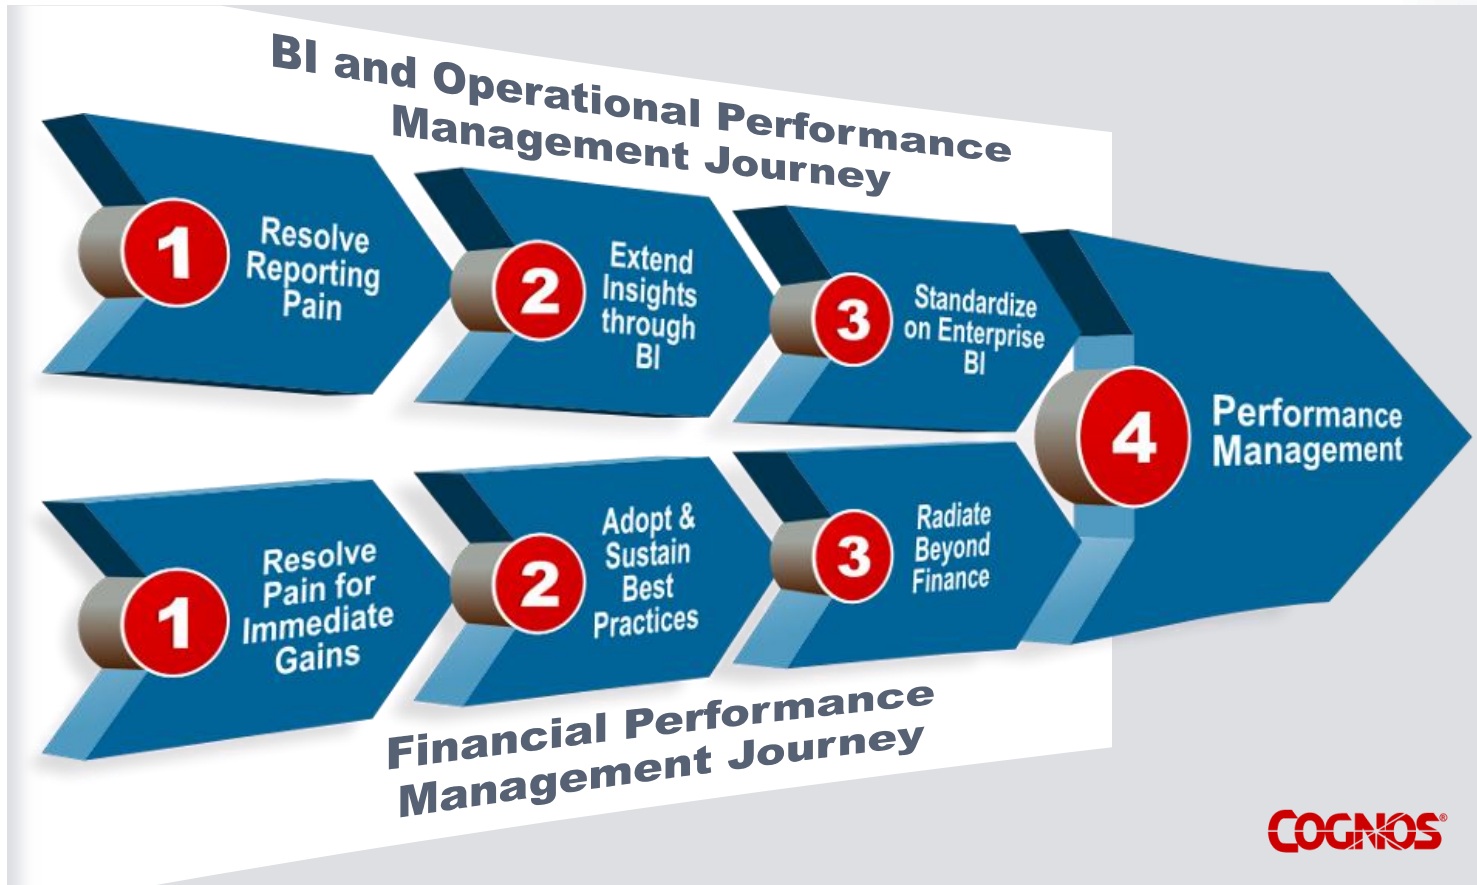 BI and Operational Performance
Management Journey
1
Resolve
Reporting
Pain
2
Extend
Insights
through
BI
3
Standardize
on Enterprise
BI
4
Performance
Management
1
Resolve
Pain for
Immediate
Gains
2
Adopt &
Sustain
Best
Practices
3
Radiate
Beyond
Finance
Financial Performance
Management Journey
COGNOS®